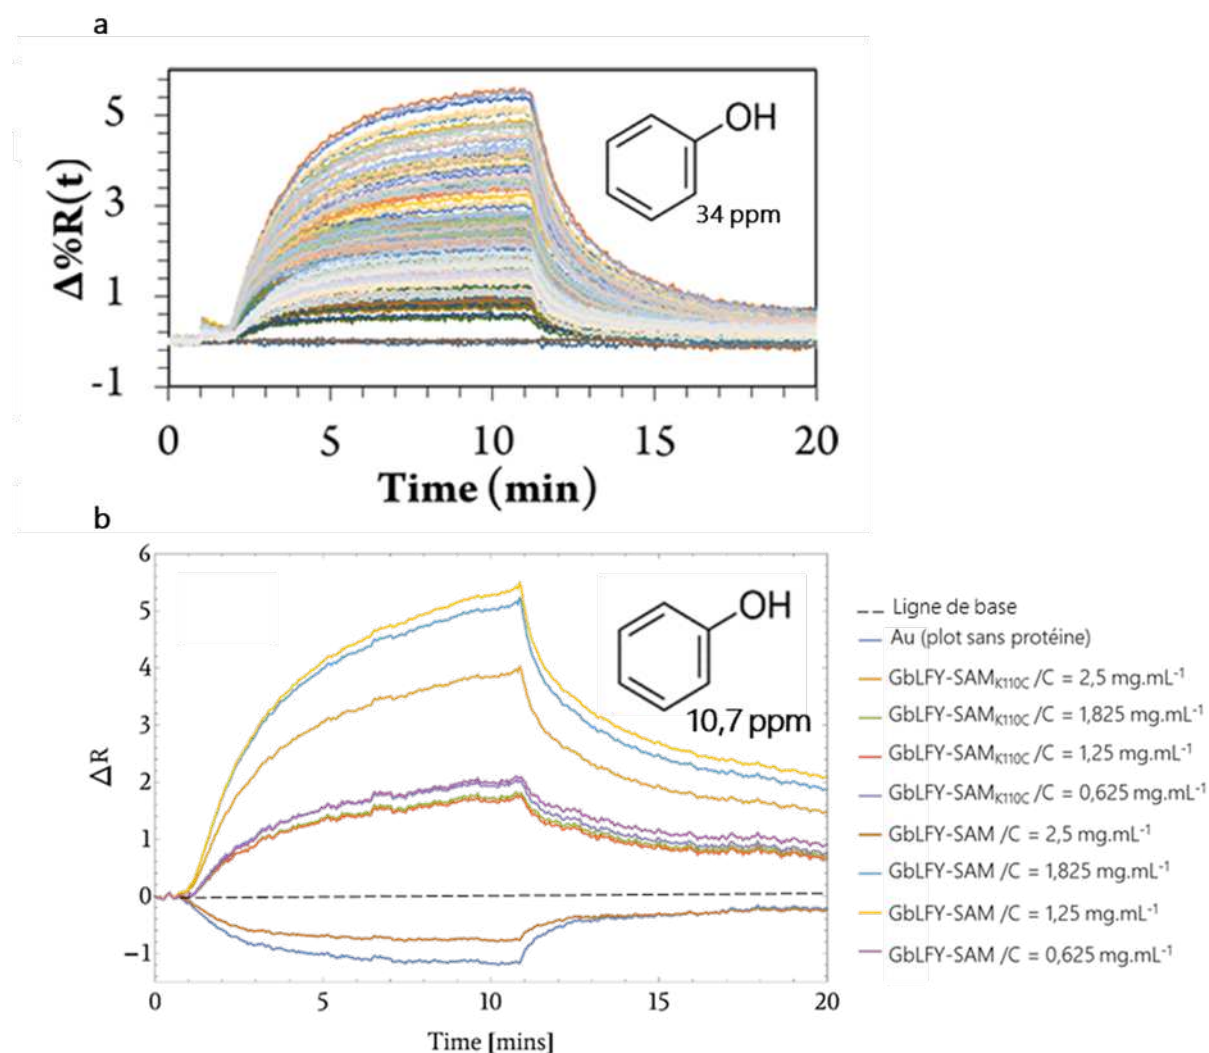 a
5
3
1
-1
Δ%R(t)
OH
34 ppm
0 5 10 15 20
Time (min)
b
6
5
4
3
2
1
0
−1
ΔR
OH
10,7 ppm
0 5 10 15 20
Time [mins]
Ligne de base
Au (plot sans protéine)
GbLFY-SAMK110C /C = 2,5 mg.mL-1
GbLFY-SAMK110C /C = 1,825 mg.mL-1
GbLFY-SAMK110C /C = 1,25 mg.mL-1
GbLFY-SAMK110C /C = 0,625 mg.mL-1
GbLFY-SAM /C = 2,5 mg.mL-1
GbLFY-SAM /C = 1,825 mg.mL-1
GbLFY-SAM /C = 1,25 mg.mL-1
GbLFY-SAM /C = 0,625 mg.mL-1